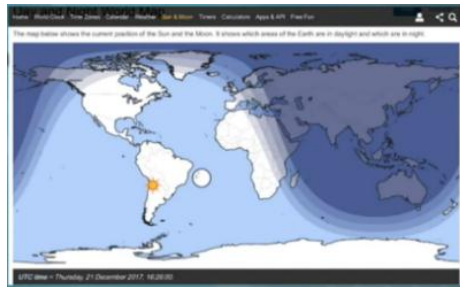 Day and Night World Map
Home World Clock Time Zones Calendar Weather Sun & Moon Timers Calculators Apps & API Free Fun
The map below shows the current position of the Sun and the Moon. It shows which areas of the Earth are in daylight and which are in night.
UTC time = Thursday, 21 December 2017, 16:28:00.